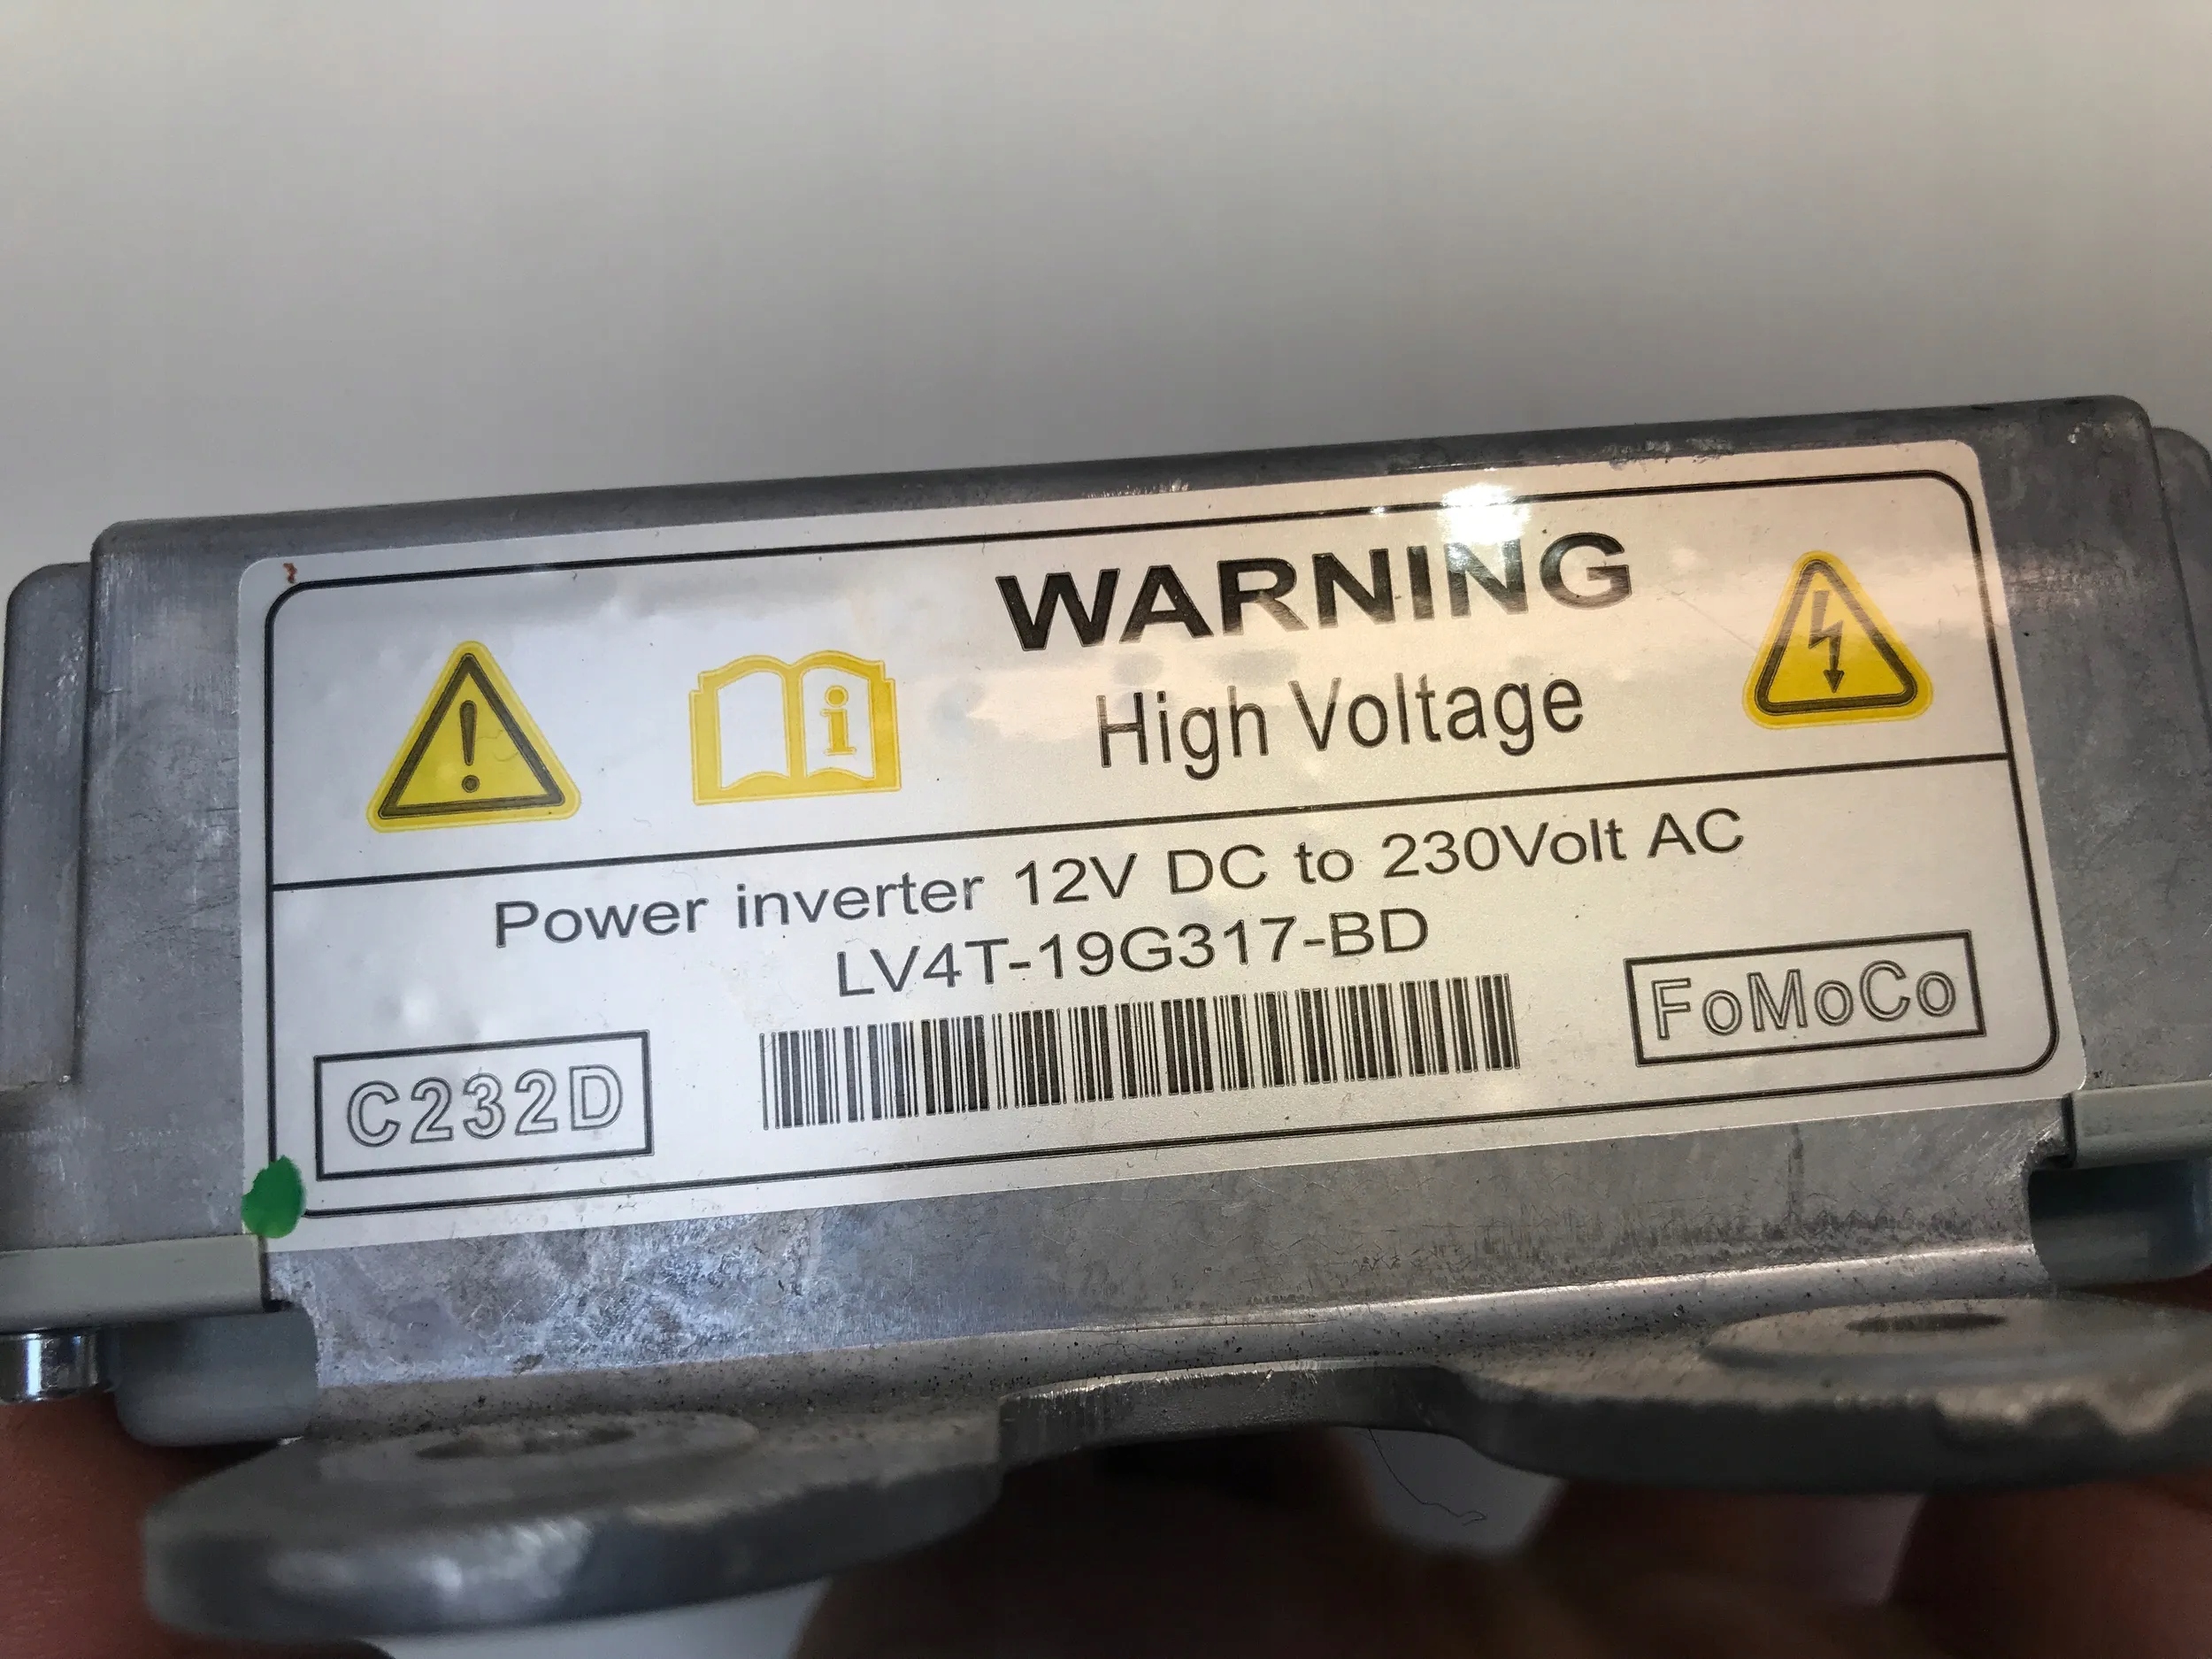 WARNING
High Voltage
Power inverter 12V DC to 230Volt AC
LV4T-19G317-BD
C232D
FoMoCo